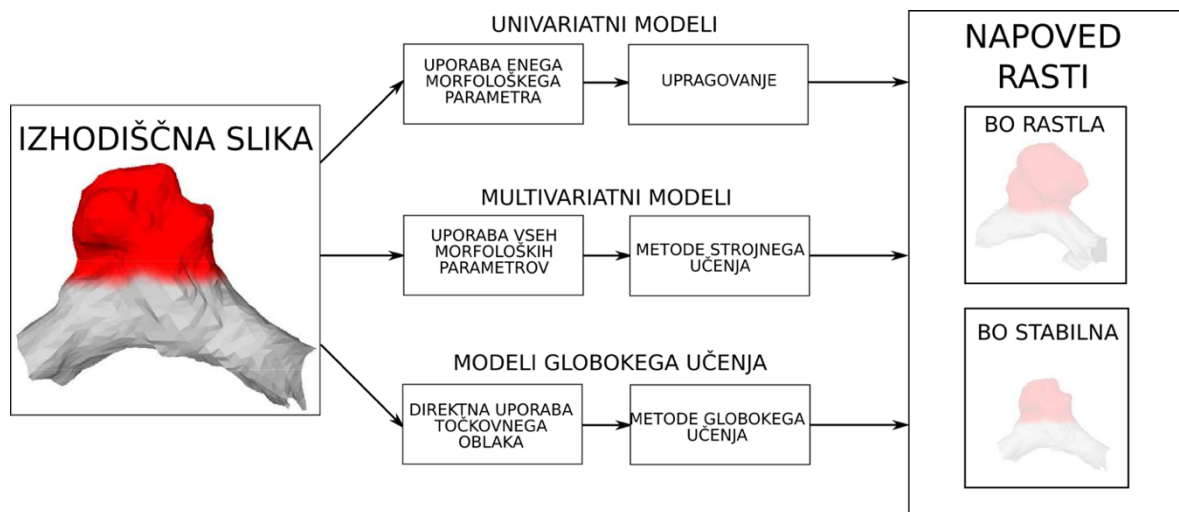 IZHODIŠČNA SLIKA
UNIVARIATNI MODELI
UPORABA ENEGA
MORFOLOŠKEGA
PARAMETRA
UPRAGOVANJE
MULTIVARIATNI MODELI
UPORABA VSEH
MORFOLOŠKIH
PARAMETROV
METODE STROJNEGA
UČENJA
MODELI GLOBOKEGA UČENJA
DIREKTNA UPORABA
TOČKOVNEGA
OBLAKA
METODE GLOBOKEGA
UČENJA
NAPOVED
RASTI
BO RASTLA
BO STABILNA